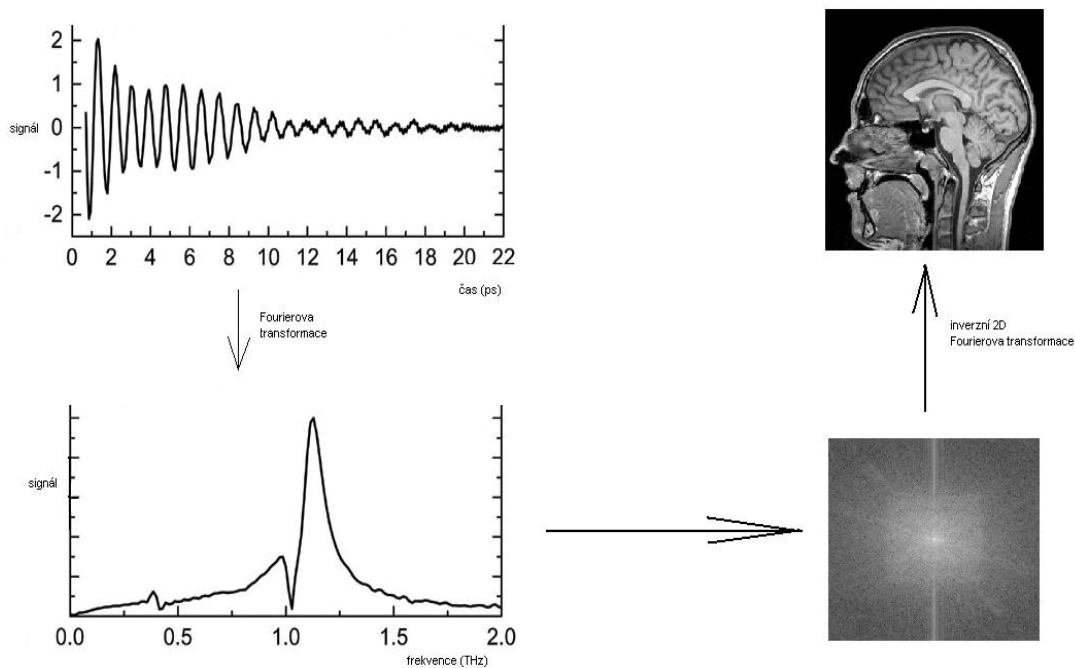 2
1
signál
0
-1
-2
0 2 4 6 8 10 12 14 16 18 20 22
čas (ps)
Fourierova
transformace
inverzní 2D
Fourierova transformace
signál
0.0 0.5 1.0 1.5 2.0
frekvence (THz)